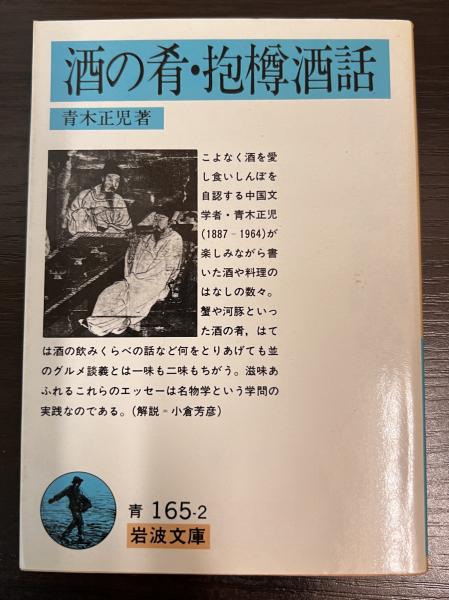 酒の肴・抱樽酒話
青木正児著
こよなく酒を愛
し食いしんぼを
自認する中国文
学者・青木正児
(1887-1964)が
楽しみながら書
いた酒や料理の
はなしの数々。
蟹や河豚といっ
た酒の肴，はて
は酒の飲みくらべの話など何をとりあげても並
のグルメ談義とは一味も二味もちがう。滋味あ
ふれるこれらのエッセーは名物学という学問の
実践なのである。(解説=小倉芳彦)
青 165-2
岩波文庫